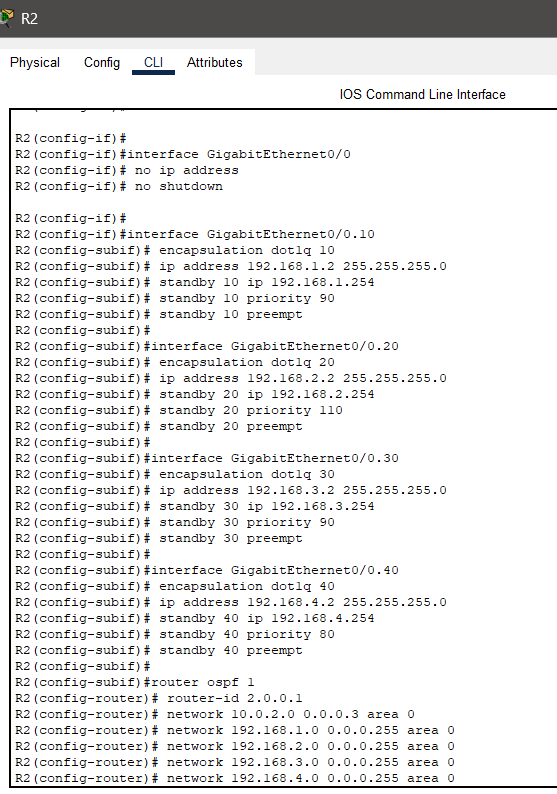 R2
Physical Config CLI Attributes
IOS Command Line Interface
R2(config-if)#
R2(config-if)#interface GigabitEthernet0/0
R2(config-if)# no ip address
R2(config-if)# no shutdown
R2(config-if)#
R2(config-if)#interface GigabitEthernet0/0.10
R2(config-subif)# encapsulation dot1q 10
R2(config-subif)# ip address 192.168.1.2 255.255.255.0
R2(config-subif)# standby 10 ip 192.168.1.254
R2(config-subif)# standby 10 priority 90
R2(config-subif)# standby 10 preempt
R2(config-subif)#
R2(config-subif)#interface GigabitEthernet0/0.20
R2(config-subif)# encapsulation dot1q 20
R2(config-subif)# ip address 192.168.2.2 255.255.255.0
R2(config-subif)# standby 20 ip 192.168.2.254
R2(config-subif)# standby 20 priority 110
R2(config-subif)# standby 20 preempt
R2(config-subif)#
R2(config-subif)#interface GigabitEthernet0/0.30
R2(config-subif)# encapsulation dot1q 30
R2(config-subif)# ip address 192.168.3.2 255.255.255.0
R2(config-subif)# standby 30 ip 192.168.3.254
R2(config-subif)# standby 30 priority 90
R2(config-subif)# standby 30 preempt
R2(config-subif)#
R2(config-subif)#interface GigabitEthernet0/0.40
R2(config-subif)# encapsulation dot1q 40
R2(config-subif)# ip address 192.168.4.2 255.255.255.0
R2(config-subif)# standby 40 ip 192.168.4.254
R2(config-subif)# standby 40 priority 80
R2(config-subif)# standby 40 preempt
R2(config-subif)#
R2(config-subif)#router ospf 1
R2(config-router)# router-id 2.0.0.1
R2(config-router)# network 10.0.2.0 0.0.0.3 area 0
R2(config-router)# network 192.168.1.0 0.0.0.255 area 0
R2(config-router)# network 192.168.2.0 0.0.0.255 area 0
R2(config-router)# network 192.168.3.0 0.0.0.255 area 0
R2(config-router)# network 192.168.4.0 0.0.0.255 area 0